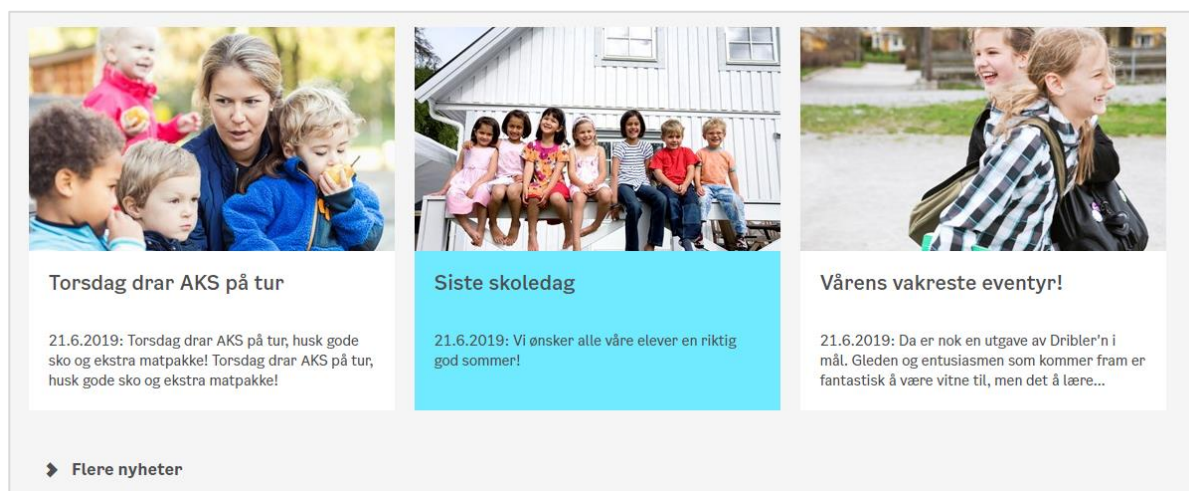 Torsdag drar AKS på tur
21.6.2019: Torsdag drar AKS på tur, husk gode
sko og ekstra matpakke! Torsdag drar AKS på tur,
husk gode sko og ekstra matpakke!
Siste skoledag
21.6.2019: Vi ønsker alle våre elever en riktig
god sommer!
Vårens vakreste eventyr!
21.6.2019: Da er nok en utgave av Dribler'n i
mål. Gleden og entusiasmen som kommer fram er
fantastisk å være vitne til, men det å lære...
Flere nyheter